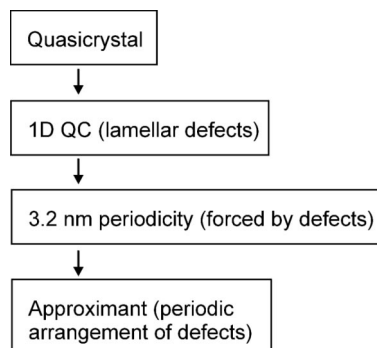 Quasicrystal
1D QC (lamellar defects)
3.2 nm periodicity (forced by defects)
Approximant (periodic
arrangement of defects)